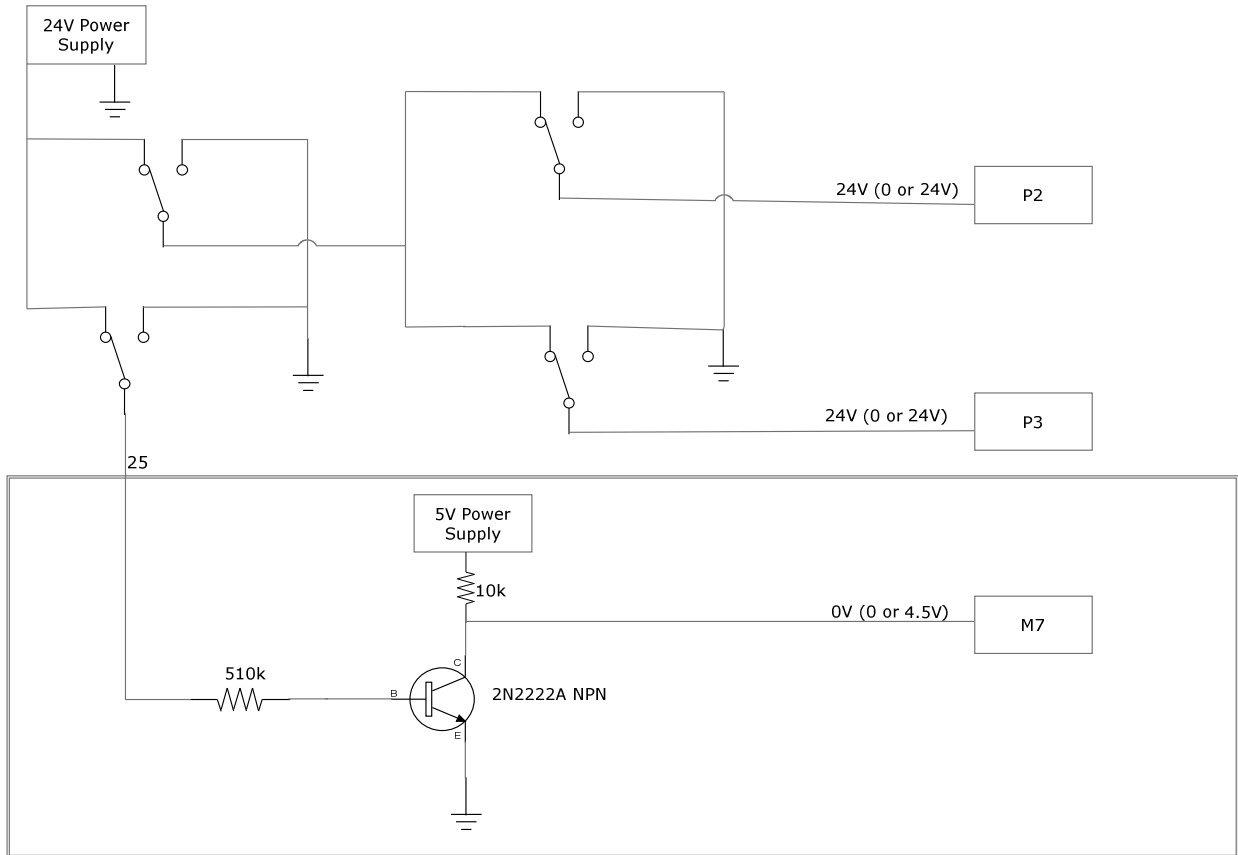 24V Power
Supply
24V (0 or 24V)
P2
24V (0 or 24V)
P3
25
5V Power
Supply
10k
0V (0 or 4.5V)
M7
C
510k
B
2N2222A NPN
E